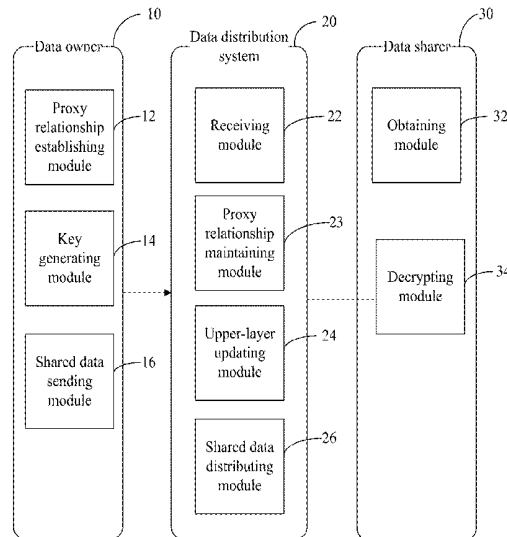 10
Data owner
Proxy
relationship
establishing
module
12
Key
generating
module
14
Shared data
sending
module
16
20
Data distribution
system
Receiving
module
22
Proxy
relationship
maintaining
module
23
Upper-layer
updating
module
24
Shared data
distributing
module
26
30
Data sharer
Obtaining
module
32
Decrypting
module
34